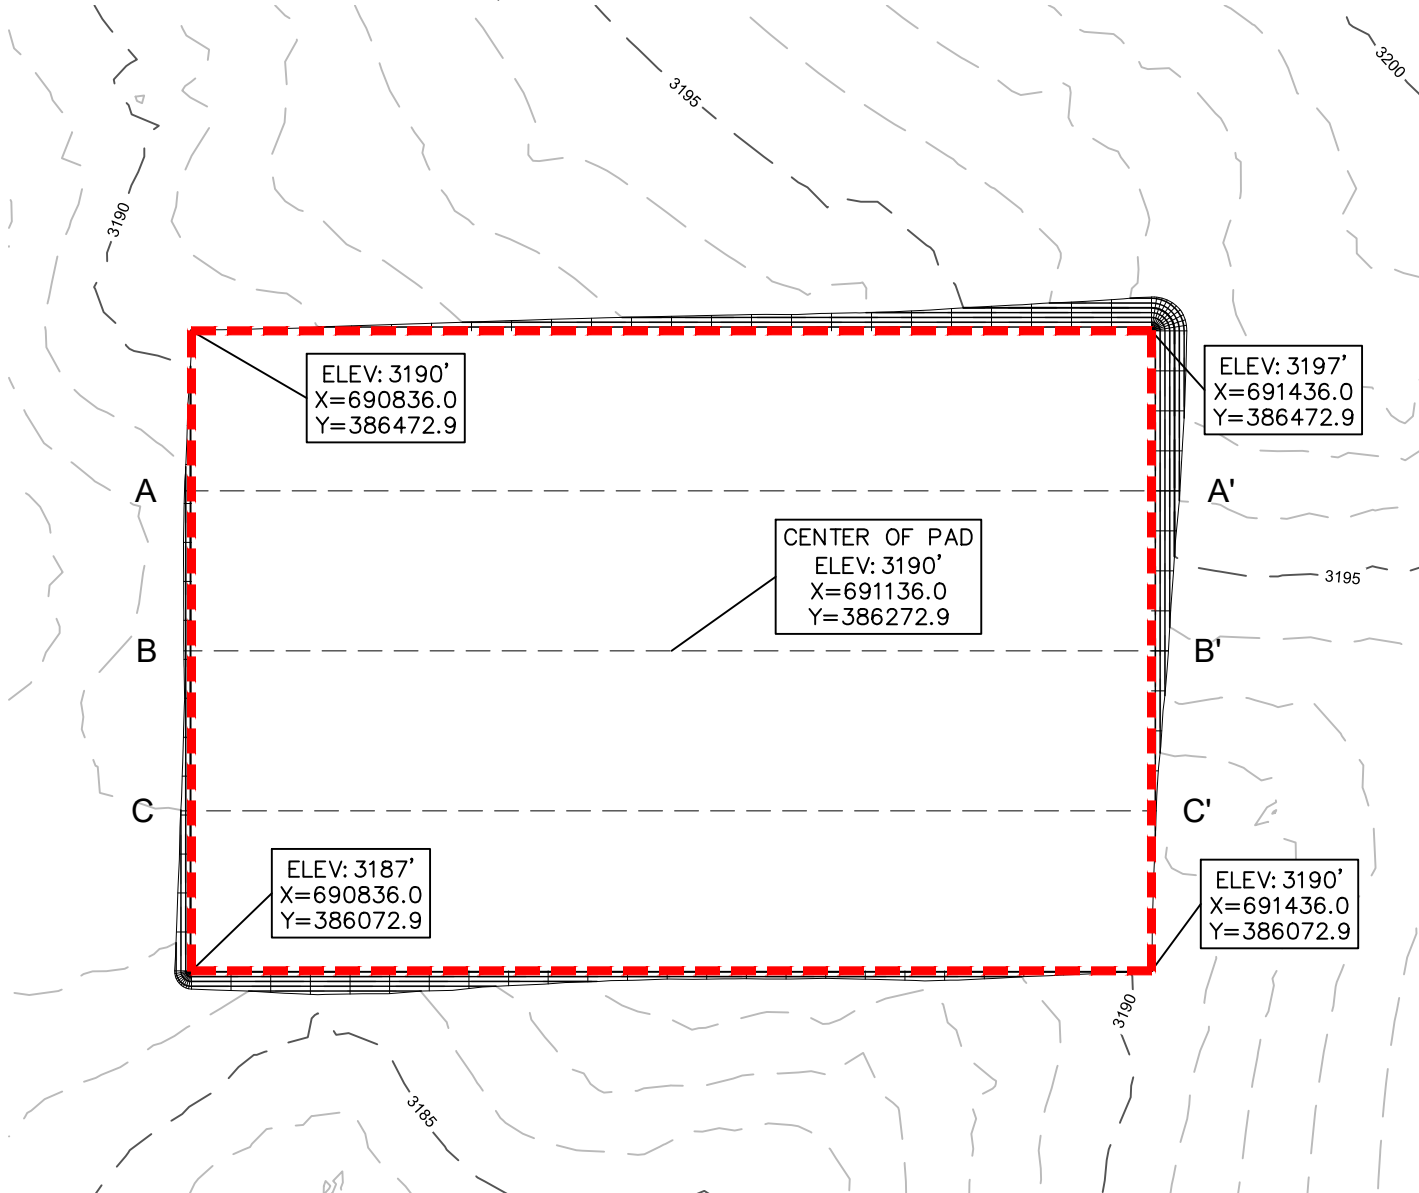 3200
3195
3190
ELEV: 3190'
X=690836.0
Y=386472.9
ELEV: 3197'
X=691436.0
Y=386472.9
A
A'
CENTER OF PAD
ELEV: 3190'
X=691136.0
Y=386272.9
3195
B
B'
C
C'
ELEV: 3187'
X=690836.0
Y=386072.9
ELEV: 3190'
X=691436.0
Y=386072.9
3190
3185